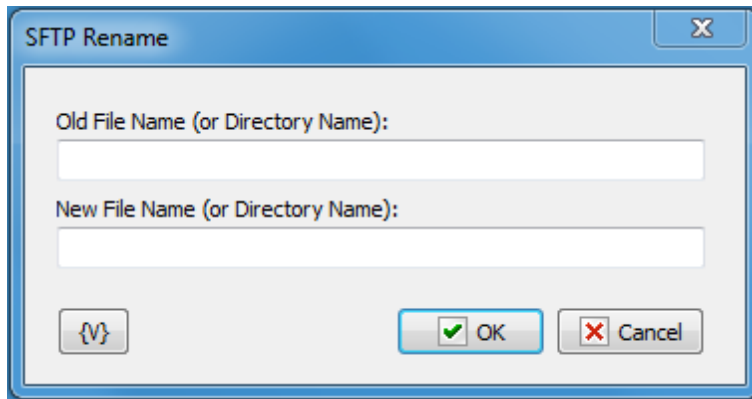 SFTP Rename
Old File Name (or Directory Name):
New File Name (or Directory Name):
{V} OK Cancel